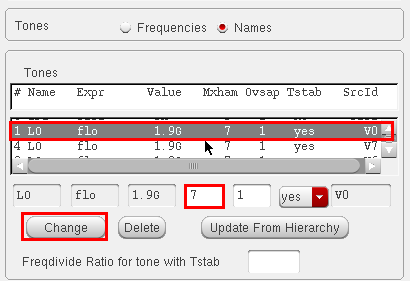 Tones Frequencies Names
Tones
# Name Expr Value Mxham Ovsap Tstab SrcId
1 LO flo 1.9G 7 1 yes V0
4 LO flo 1.9G 7 1 yes V7
LO flo 1.9G 7 1 yes V0
Change Delete Update From Hierarchy
Freqdivide Ratio for tone with Tstab